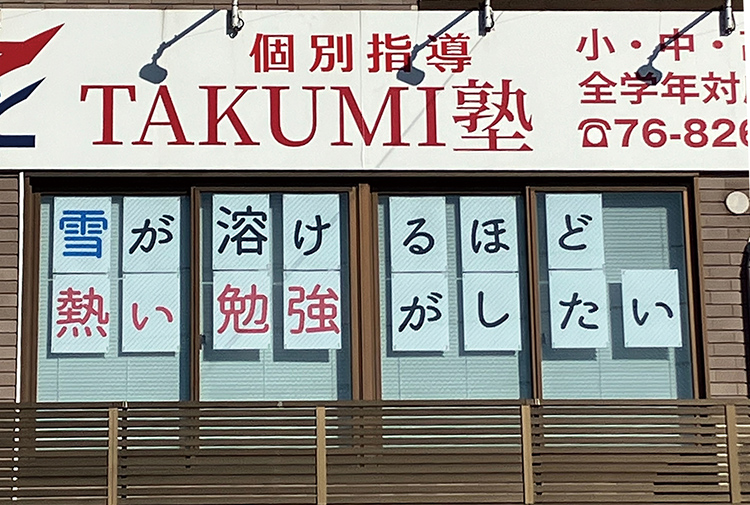 個別指導
TAKUMI塾
小・中・
全学年対
☎76-826
雪が溶けるほど
熱い勉強がしたい